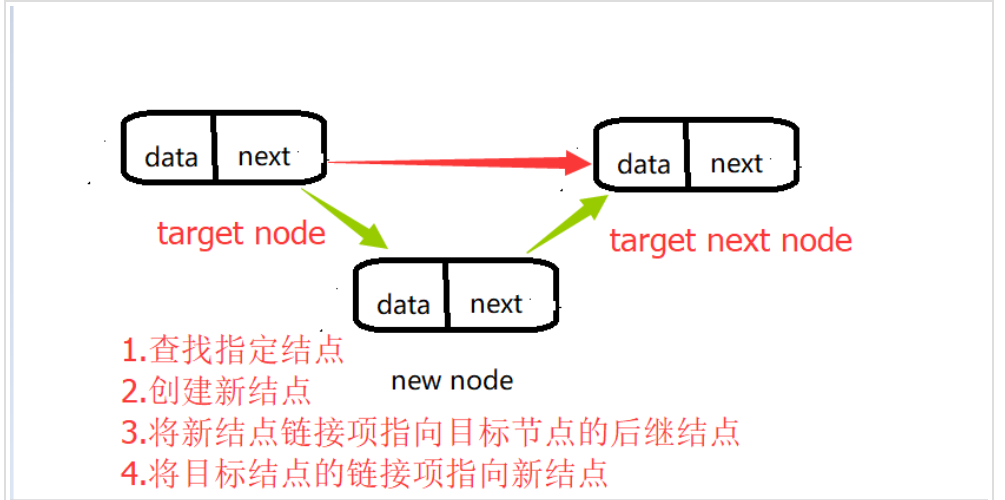 data next
data next
target node
target next node
data next
new node
1.查找指定结点
2.创建新结点
3.将新结点链接项指向目标节点的后继结点
4.将目标结点的链接项指向新结点